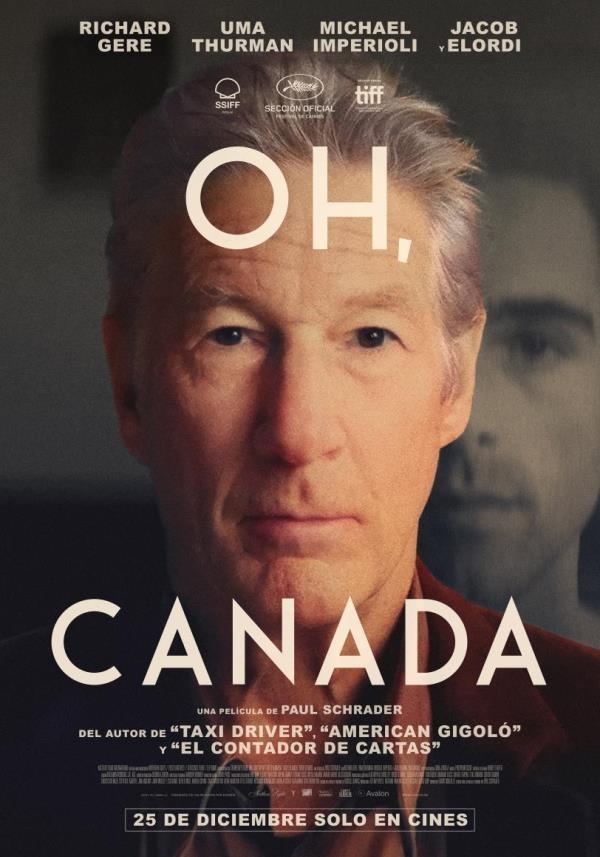 RICHARD GERE
UMA THURMAN
MICHAEL IMPERIOLI
Y JACOB ELORDI
SSIFF
SECCIÓN OFICIAL
FESTIVAL DE CANNES
tiff
OH,
CANADA
UNA PELÍCULA DE PAUL SCHRADER
DEL AUTOR DE “TAXI DRIVER”, “AMERICAN GIGOLÓ”
Y “EL CONTADOR DE CARTAS”
Avalon
25 DE DICIEMBRE SOLO EN CINES